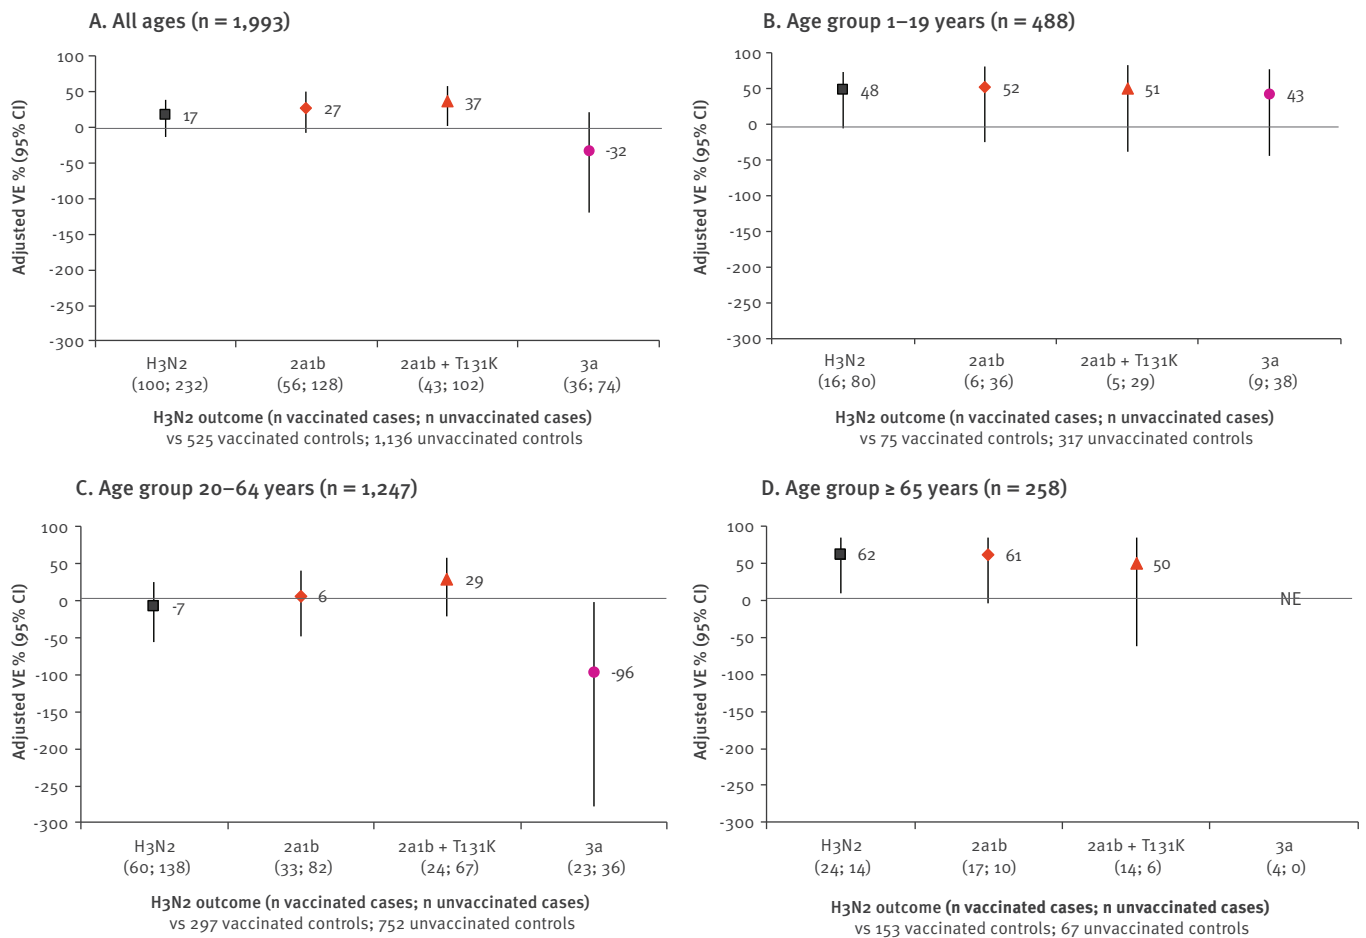 A. All ages (n = 1,993)
Adjusted VE % (95% CI)
100
50
0
-50
-100
-150
-200
-250
-300
17
27
37
-32
H3N2
(100; 232)
2a1b
(56; 128)
2a1b + T131K
(43; 102)
3a
(36; 74)
H3N2 outcome (n vaccinated cases; n unvaccinated cases)
vs 525 vaccinated controls; 1,136 unvaccinated controls
B. Age group 1–19 years (n = 488)
Adjusted VE % (95% CI)
100
50
0
-50
-100
-150
-200
-250
-300
48
52
51
43
H3N2
(16; 80)
2a1b
(6; 36)
2a1b + T131K
(5; 29)
3a
(9; 38)
H3N2 outcome (n vaccinated cases; n unvaccinated cases)
vs 75 vaccinated controls; 317 unvaccinated controls
C. Age group 20–64 years (n = 1,247)
Adjusted VE % (95% CI)
100
50
0
-50
-100
-150
-200
-250
-300
-7
6
29
-96
H3N2
(60; 138)
2a1b
(33; 82)
2a1b + T131K
(24; 67)
3a
(23; 36)
H3N2 outcome (n vaccinated cases; n unvaccinated cases)
vs 297 vaccinated controls; 752 unvaccinated controls
D. Age group ≥ 65 years (n = 258)
Adjusted VE % (95% CI)
100
50
0
-50
-100
-150
-200
-250
-300
62
61
50
NE
H3N2
(24; 14)
2a1b
(17; 10)
2a1b + T131K
(14; 6)
3a
(4; 0)
H3N2 outcome (n vaccinated cases; n unvaccinated cases)
vs 153 vaccinated controls; 67 unvaccinated controls